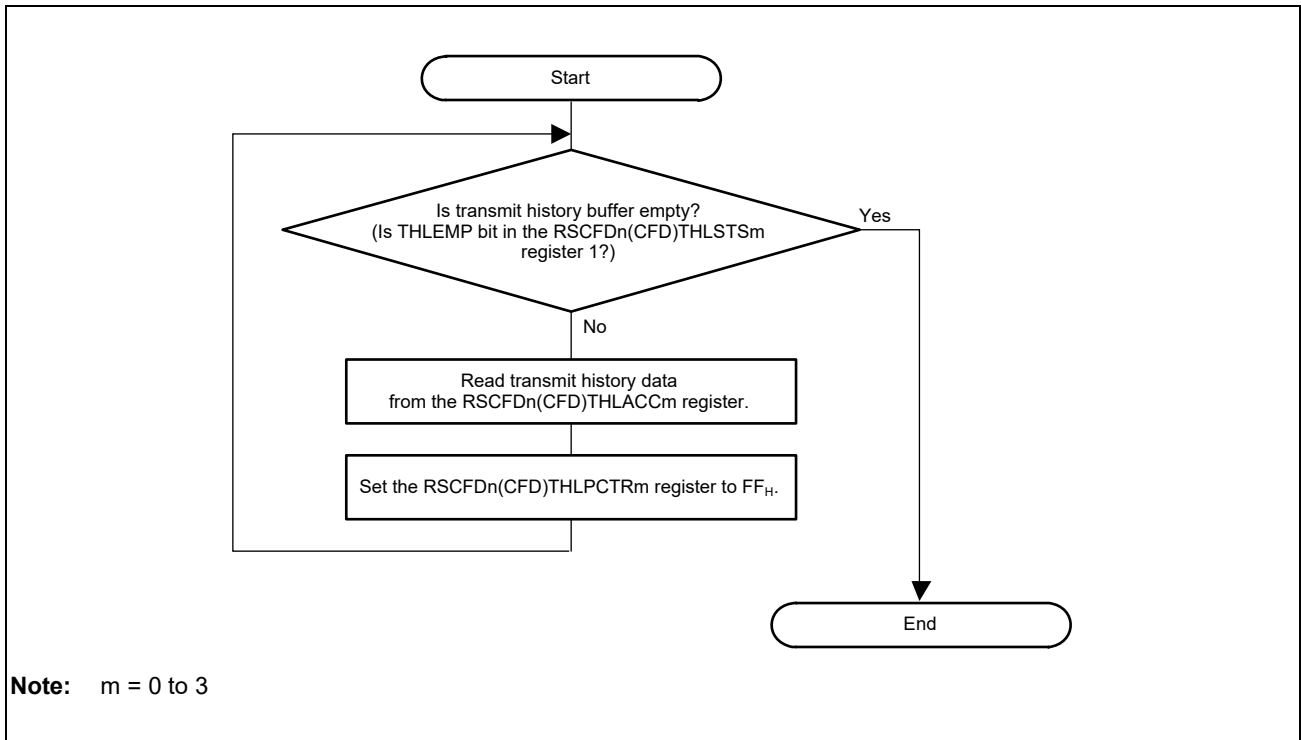 Start
Is transmit history buffer empty?
(Is THLEMP bit in the RSCFDn(CFD)THLSTSm
register 1?)
Yes
No
Read transmit history data
from the RSCFDn(CFD)THLACCm register.
Set the RSCFDn(CFD)THLPCTRm register to FFH.
End
Note: m = 0 to 3